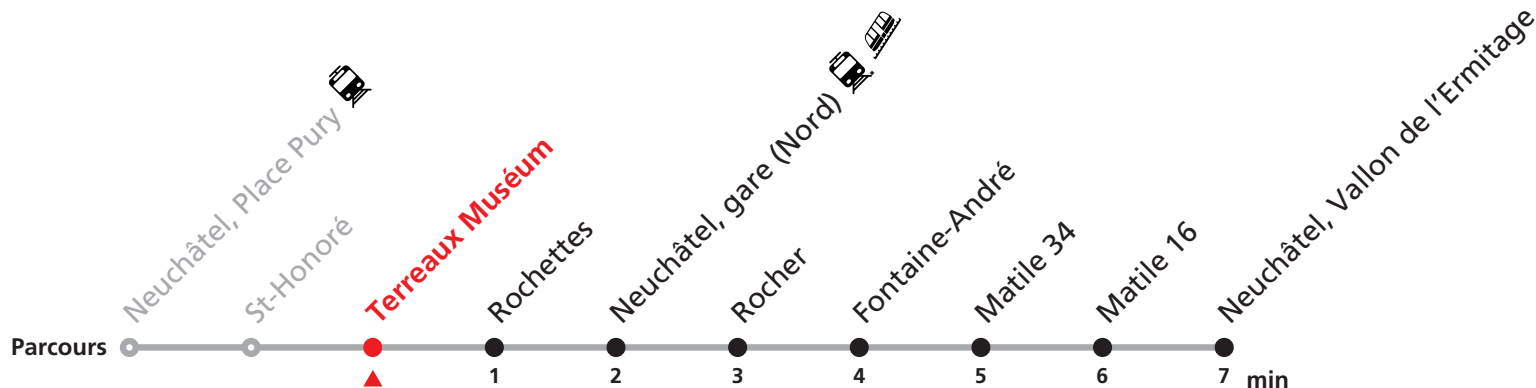 Neuchâtel, Place Pury
St-Honoré
Terreaux Muséum
Rochettes
Neuchâtel, gare (Nord)
Rocher
Fontaine-André
Matile 34
Matile 16
Neuchâtel, Vallon de l'Ermitage
Parcours
1 2 3 4 5 6 7 min